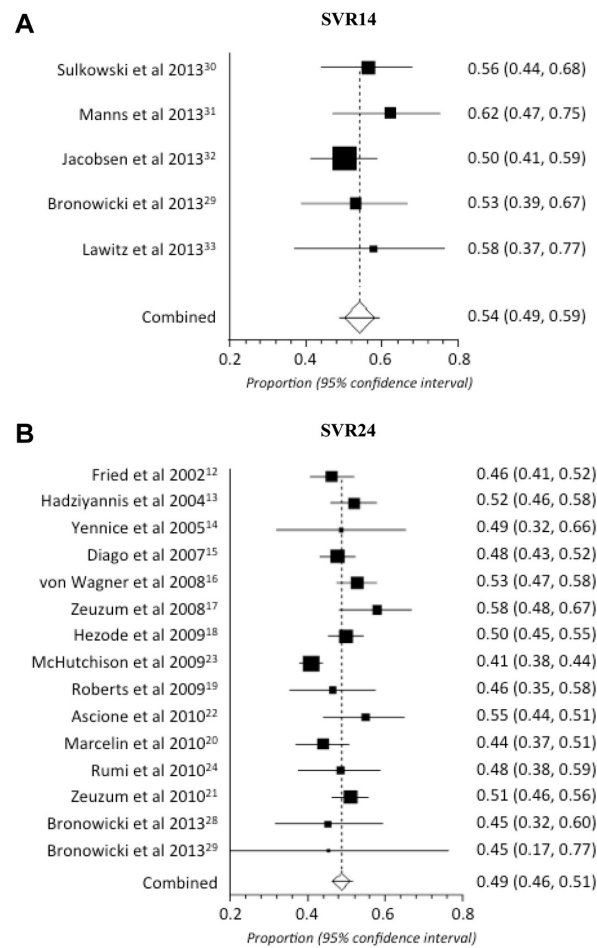 A
SVR14
Sulkowski et al 2013³⁰ 0.56 (0.44, 0.68)
Manns et al 2013³¹ 0.62 (0.47, 0.75)
Jacobsen et al 2013³² 0.50 (0.41, 0.59)
Bronowicki et al 2013²⁹ 0.53 (0.39, 0.67)
Lawitz et al 2013³³ 0.58 (0.37, 0.77)
Combined 0.54 (0.49, 0.59)
0.2 0.4 0.6 0.8
Proportion (95% confidence interval)
B
SVR24
Fried et al 2002¹² 0.46 (0.41, 0.52)
Hadziyannis et al 2004¹³ 0.52 (0.46, 0.58)
Yennice et al 2005¹⁴ 0.49 (0.32, 0.66)
Diago et al 2007¹⁵ 0.48 (0.43, 0.52)
von Wagner et al 2008¹⁶ 0.53 (0.47, 0.58)
Zeuzum et al 2008¹⁷ 0.58 (0.48, 0.67)
Hezode et al 2009¹⁸ 0.50 (0.45, 0.55)
McHutchison et al 2009²³ 0.41 (0.38, 0.44)
Roberts et al 2009¹⁹ 0.46 (0.35, 0.58)
Ascione et al 2010²² 0.55 (0.44, 0.51)
Marcelin et al 2010²⁰ 0.44 (0.37, 0.51)
Rumi et al 2010²⁴ 0.48 (0.38, 0.59)
Zeuzum et al 2010²¹ 0.51 (0.46, 0.56)
Bronowicki et al 2013²⁸ 0.45 (0.32, 0.60)
Bronowicki et al 2013²⁹ 0.45 (0.17, 0.77)
Combined 0.49 (0.46, 0.51)
0.2 0.4 0.6 0.8
Proportion (95% confidence interval)